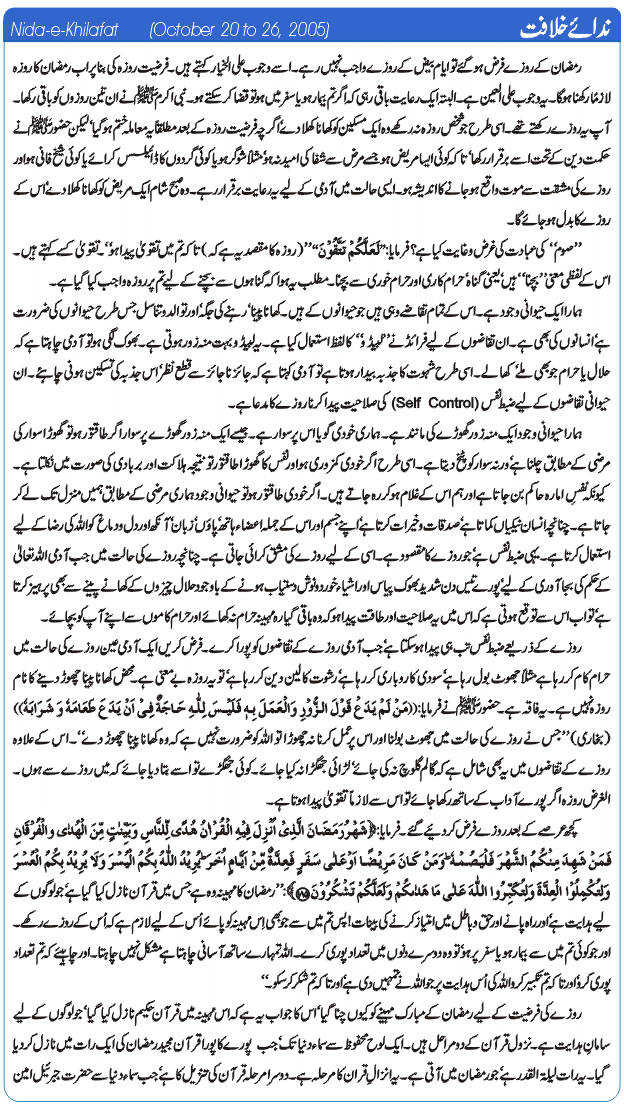 Nida-e-Khilafat (October 20 to 26, 2005) ندائے خلافت
رمضان کے روزے فرض ہو گئے تو ایام بیض کے روزے واجب نہیں رہے۔ اسے وجوب علی الخیار کہتے ہیں۔ فرضیت روزہ کی بنا پر اب رمضان کا روزہ
لازمًا رکھنا ہوگا۔ یہ وجوب علی العین ہے۔ البتہ ایک رعایت باقی رہی کہ اگر تم بیمار ہو یا سفر میں ہو تو قضا کر سکتے ہو۔ نبی اکرم ﷺ نے ان تین روزوں کو باقی رکھا۔
آپ یہ روزے رکھتے تھے۔ اسی طرح جو شخص روزہ نہ رکھے وہ ایک مسکین کو کھانا کھلا دے‘ اگرچہ فرضیت روزہ کے بعد مطلقاً یہ معاملہ ختم ہو گیا‘ لیکن حضور ﷺ نے
حکمت دین کے تحت اسے برقرار رکھا‘ تا کہ کوئی ایسا مریض ہو جسے مرض سے شفا کی امید نہ ہو‘ مثلاً شوگر ہو یا کوئی گردوں کا ڈائیلسس کرائے یا کوئی شیخ فانی ہو اور
روزے کی مشقت سے موت واقع ہو جانے کا اندیشہ ہو۔ ایسی حالت میں آدمی کے لیے یہ رعایت برقرار رہے۔ وہ صبح شام ایک مریض کو کھانا کھلا دے‘ اس کے
روزے کا بدل ہو جائے گا۔
’’صوم‘‘ کی عبادت کی غرض و غایت کیا ہے؟ فرمایا: ’’لَعَلَّكُمْ تَتَّقُوْنَ‘‘ ’’(روزہ کا مقصد یہ ہے کہ) تا کہ تم میں تقویٰ پیدا ہو‘‘۔ تقویٰ کسے کہتے ہیں۔
اس کے لفظی معنی ’’بچنا‘‘ ہیں‘ یعنی گناہ‘ حرام کاری اور حرام خوری سے بچنا۔ مطلب یہ ہوا کہ گناہوں سے بچنے کے لیے تم پر روزہ واجب کیا گیا ہے۔
ہمارا ایک حیوانی وجود ہے۔ اس کے تمام تقاضے وہی ہیں جو حیوانوں کے ہیں۔ کھانا پینا‘ رہنے کی جگہ‘ اور توالد و تناسل جس طرح حیوانوں کی ضرورت
ہے‘ انسانوں کی بھی ہے۔ ان تقاضوں کے لیے فرائڈ نے ’’لبیڈو‘‘ کا لفظ استعمال کیا ہے۔ یہ لبیڈو بہت منہ زور ہوتی ہے۔ بھوک لگی ہو تو آدمی چاہتا ہے کہ
حلال یا حرام جو بھی ملے‘ کھا لے۔ اسی طرح شہوت کا جذبہ بیدار ہوتا ہے تو آدمی کہتا ہے کہ جائز ناجائز سے قطع نظر‘ اس جذبہ کی تسکین ہونی چاہئے۔ ان
حیوانی تقاضوں کے لیے ضبط نفس (Self Control) کی صلاحیت پیدا کرنا روزے کا مدعا ہے۔
ہمارا حیوانی وجود ایک منہ زور گھوڑے کی مانند ہے۔ ہماری خودی گویا اس پر سوار ہے۔ جیسے ایک منہ زور گھوڑے پر سوار اگر طاقتور ہو تو گھوڑا سوار کی
مرضی کے مطابق چلتا ہے‘ ورنہ سوار کو پٹخ دیتا ہے۔ اسی طرح اگر خودی کمزور ہی ہو اور نفس کا گھوڑا طاقتور تو نتیجہ ہلاکت اور بربادی کی صورت میں نکلتا ہے۔
کیونکہ نفسِ امارہ حاکم بن جاتا ہے اور ہم اس کے غلام ہو کر رہ جاتے ہیں۔ اگر خودی طاقتور ہو تو حیوانی وجود ہماری مرضی کے مطابق ہمیں منزل تک لے کر
جاتا ہے۔ چنانچہ انسان نیکیاں کماتا ہے‘ صدقات و خیرات کرتا ہے‘ اپنے جسم اور اس کے جملہ اعضاء ہاتھ‘ پاؤں‘ زبان‘ آنکھ اور دل و دماغ کو اللہ کی رضا کے لیے
استعمال کرتا ہے۔ یہی ضبط نفس ہے‘ جو روزے کا مقصود ہے۔ اسی کے لیے روزے کی مشق کرائی جاتی ہے۔ چنانچہ روزے کی حالت میں جب آدمی اللہ تعالیٰ
کے حکم کی بجا آوری کے لیے‘ پورے تیس دن شدید بھوک پیاس اور اشیاء خوردونوش دستیاب ہونے کے باوجود حلال چیزوں کے کھانے پینے سے بھی پرہیز کرتا
ہے‘ تو اب اس سے توقع ہوتی ہے کہ اس میں یہ صلاحیت اور طاقت پیدا ہو کہ وہ باقی گیارہ مہینہ حرام نہ کھائے اور حرام کاموں سے اپنے آپ کو بچائے۔
روزے کے ذریعے ضبط نفس تب ہی پیدا ہو سکتا ہے‘ جب آدمی روزے کے تقاضوں کو پورا کرے۔ فرض کریں ایک آدمی عین روزے کی حالت میں
حرام کام کر رہا ہے مثلاً جھوٹ بول رہا ہے‘ سودی کاروباری کر رہا ہے‘ رشوت کا لین دین کر رہا ہے‘ تو یہ روزہ بے معنی ہے۔ محض کھانا پینا چھوڑ دینے کا نام
روزہ نہیں ہے۔ یہ فاقہ ہے۔ حضور ﷺ نے فرمایا: ((مَنْ لَمْ يَدَعْ قَوْلَ الزُّوْرِ وَالْعَمَلَ بِهٖ فَلَيْسَ لِلّٰهِ حَاجَةٌ فِيْ اَنْ يَدَعَ طَعَامَهٗ وَ شَرَابَهٗ))
(بخاری) ’’جس نے روزے کی حالت میں جھوٹ بولنا اور اس پر عمل کرنا نہ چھوڑا تو اللہ کو ضرورت نہیں ہے کہ وہ کھانا پینا چھوڑ دے‘‘۔ اس کے علاوہ
روزے کے تقاضوں میں یہ بھی شامل ہے کہ گالم گلوچ نہ کی جائے‘ لڑائی جھگڑا نہ کیا جائے۔ کوئی جھگڑے تو اسے بتا دیا جائے کہ میں روزے سے ہوں۔
الغرض روزہ اگر پورے آداب کے ساتھ رکھا جائے تو اس سے لازماً تقویٰ پیدا ہوتا ہے۔
کچھ عرصے کے بعد روزے فرض کر دیئے گئے۔ فرمایا: ﴿شَهْرُ رَمَضَانَ الَّذِيْٓ اُنْزِلَ فِيْهِ الْقُرْاٰنُ هُدًى لِّلنَّاسِ وَبَيِّنٰتٍ مِّنَ الْهُدٰى وَالْفُرْقَانِ
فَمَنْ شَهِدَ مِنْكُمُ الشَّهْرَ فَلْيَصُمْهُ ۭ وَمَنْ كَانَ مَرِيْضًا اَوْ عَلٰى سَفَرٍ فَعِدَّةٌ مِّنْ اَيَّامٍ اُخَرَ ۭ يُرِيْدُ اللّٰهُ بِكُمُ الْيُسْرَ وَلَا يُرِيْدُ بِكُمُ الْعُسْرَ
وَلِتُكْمِلُوا الْعِدَّةَ وَلِتُكَبِّرُوا اللّٰهَ عَلٰى مَا هَدٰىكُمْ وَلَعَلَّكُمْ تَشْكُرُوْنَ﴾: ’’رمضان کا مہینہ وہ ہے جس میں قرآن نازل کیا گیا ہے‘ جو لوگوں کے
لیے ہدایت ہے‘ اور راہ پانے اور حق و باطل میں امتیاز کرنے کی بینات‘ پس تم میں سے جو بھی اِس مہینہ کو پائے اُس کے لیے لازم ہے کہ اُس کے روزے رکھے۔
اور جو کوئی تم میں سے بیمار ہو یا سفر پر ہو‘ تو وہ دوسرے دنوں میں تعداد پوری کرے۔ اللہ تمہارے ساتھ آسانی چاہتا ہے‘ مشکل نہیں چاہتا۔ اور چاہیئے کہ تم تعداد
پوری کرو‘ اور تا کہ تم تکبیر کرو اللہ کی اُس ہدایت پر جو اللہ نے تمہیں دی ہے‘ اور تا کہ تم شکر کر سکو۔‘‘
روزے کی فرضیت کے لیے رمضان کے مبارک مہینے کو کیوں چنا گیا‘ اس کا جواب یہ ہے کہ اس مہینہ میں قرآن حکیم نازل کیا گیا‘ جو لوگوں کے لیے
سامانِ ہدایت ہے۔ نزولِ قرآن کے دو مراحل ہیں۔ ایک لوح محفوظ سے سماء دنیا تک‘ جب پورے کا پورا قرآن مجید رمضان کی ایک رات میں نازل کر دیا
گیا۔ یہ رات لیلۃ القدر ہے‘ جو رمضان میں آتی ہے۔ یہ انزالِ قران کا مرحلہ ہے۔ دوسرا مرحلہ قرآن کی تنزیل کا ہے‘ جب سماء دنیا سے حضرت جبرئیل امین